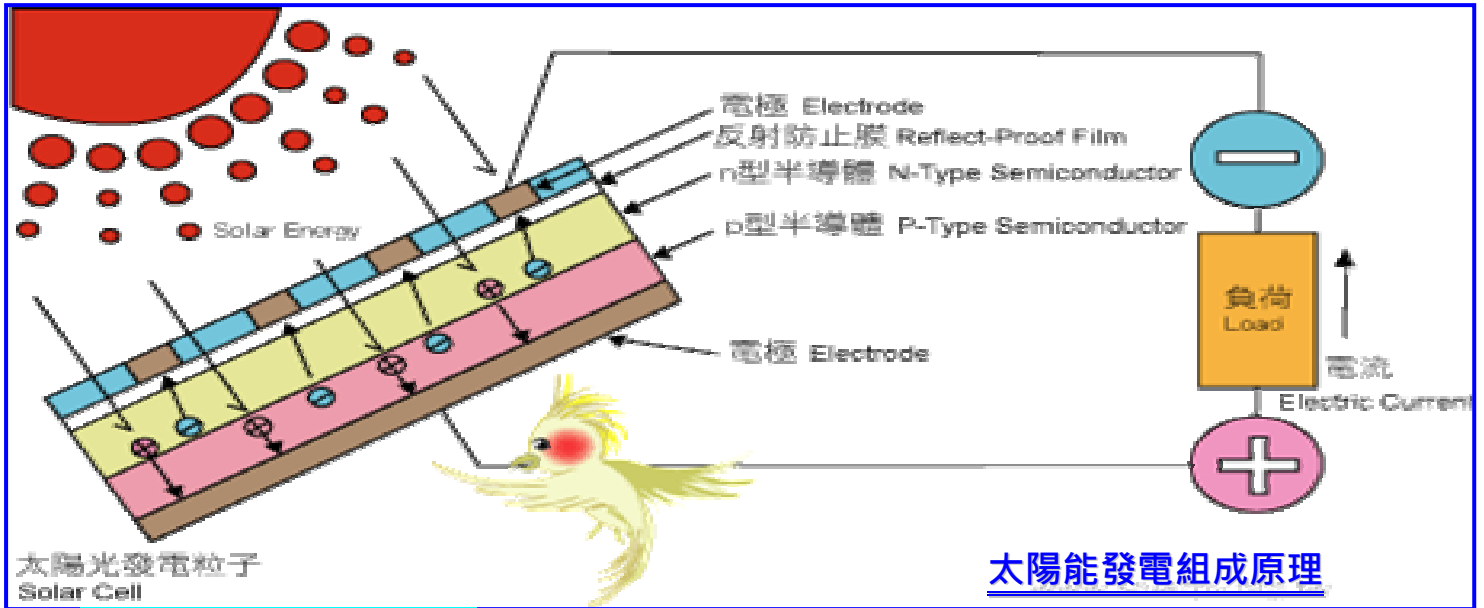 電極 Electrode
反射防止膜 Reflect-Proof Film
n型半導體 N-Type Semiconductor
p型半導體 P-Type Semiconductor
Solar Energy
負荷
Load
電極 Electrode
電流
Electric Current
太陽光發電粒子
Solar Cell
太陽能發電組成原理